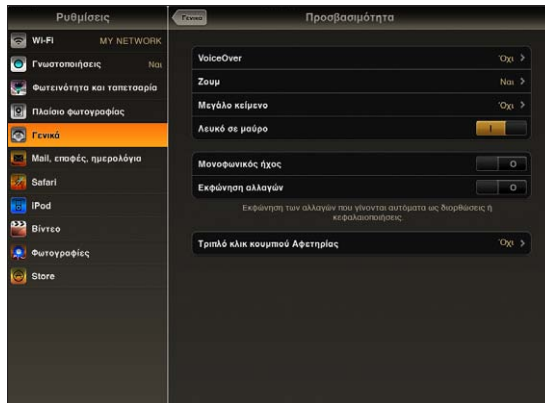 Ρυθμίσεις
Wi-Fi MY NETWORK
Γνωστοποιήσεις Ναι
Φωτεινότητα και ταπετσαρία
Πλαίσιο φωτογραφίας
Γενικά
Mail, επαφές, ημερολόγια
Safari
iPod
Βίντεο
Φωτογραφίες
Store
Γενικά Προσβασιμότητα
VoiceOver Όχι
Ζουμ Ναι
Μεγάλο κείμενο Όχι
Λευκό σε μαύρο I
Μονοφωνικός ήχος O
Εκφώνηση αλλαγών O
Εκφώνηση των αλλαγών που γίνονται αυτόματα ως διορθώσεις ή
κεφαλαιοποιήσεις.
Τριπλό κλικ κουμπιού Αφετηρίας Όχι